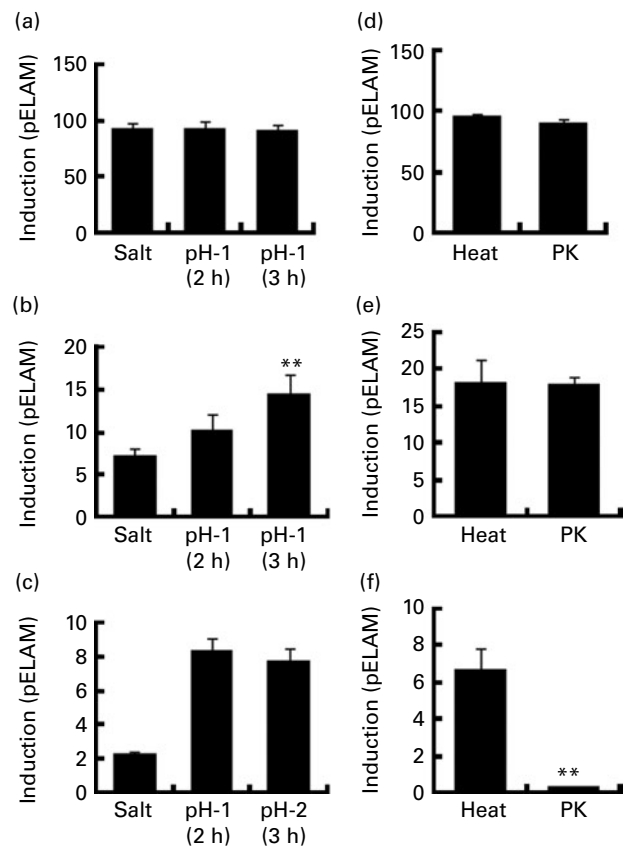 (a)
Induction (pELAM)
150
100
50
0
Salt
pH-1
(2 h)
pH-1
(3 h)
(b)
Induction (pELAM)
20
15
10
5
0
**
Salt
pH-1
(2 h)
pH-1
(3 h)
(c)
Induction (pELAM)
10
8
6
4
2
0
Salt
pH-1
(2 h)
pH-2
(3 h)
(d)
Induction (pELAM)
150
100
50
0
Heat
PK
(e)
Induction (pELAM)
25
20
15
10
5
0
Heat
PK
(f)
Induction (pELAM)
10
8
6
4
2
0
**
Heat
PK